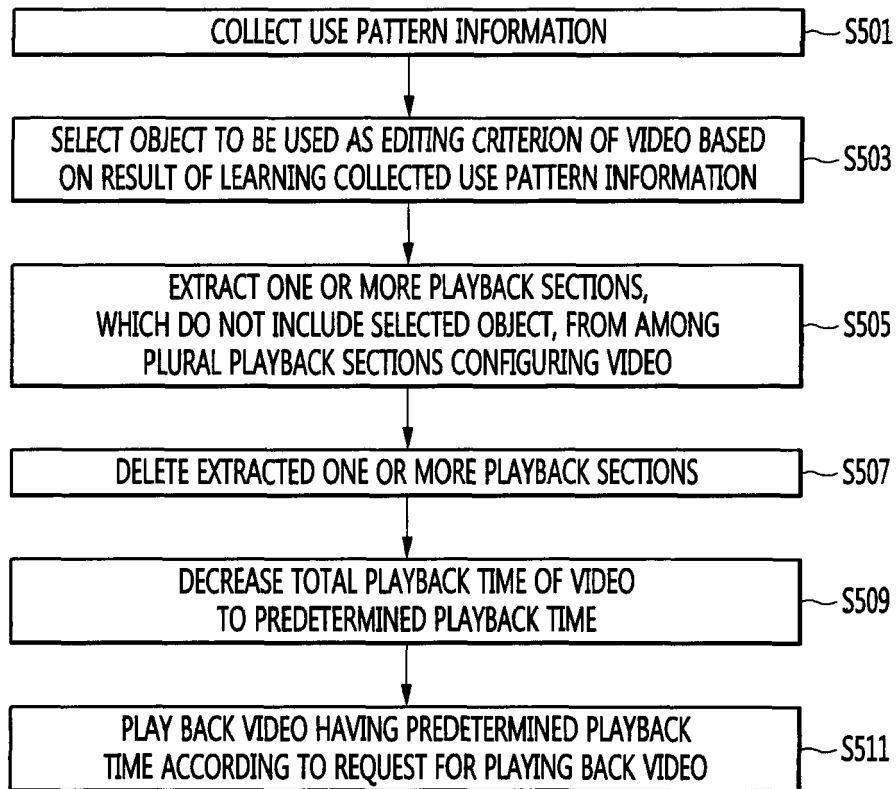 COLLECT USE PATTERN INFORMATION
S501
SELECT OBJECT TO BE USED AS EDITING CRITERION OF VIDEO BASED
ON RESULT OF LEARNING COLLECTED USE PATTERN INFORMATION
S503
EXTRACT ONE OR MORE PLAYBACK SECTIONS,
WHICH DO NOT INCLUDE SELECTED OBJECT, FROM AMONG
PLURAL PLAYBACK SECTIONS CONFIGURING VIDEO
S505
DELETE EXTRACTED ONE OR MORE PLAYBACK SECTIONS
S507
DECREASE TOTAL PLAYBACK TIME OF VIDEO
TO PREDETERMINED PLAYBACK TIME
S509
PLAY BACK VIDEO HAVING PREDETERMINED PLAYBACK
TIME ACCORDING TO REQUEST FOR PLAYING BACK VIDEO
S511